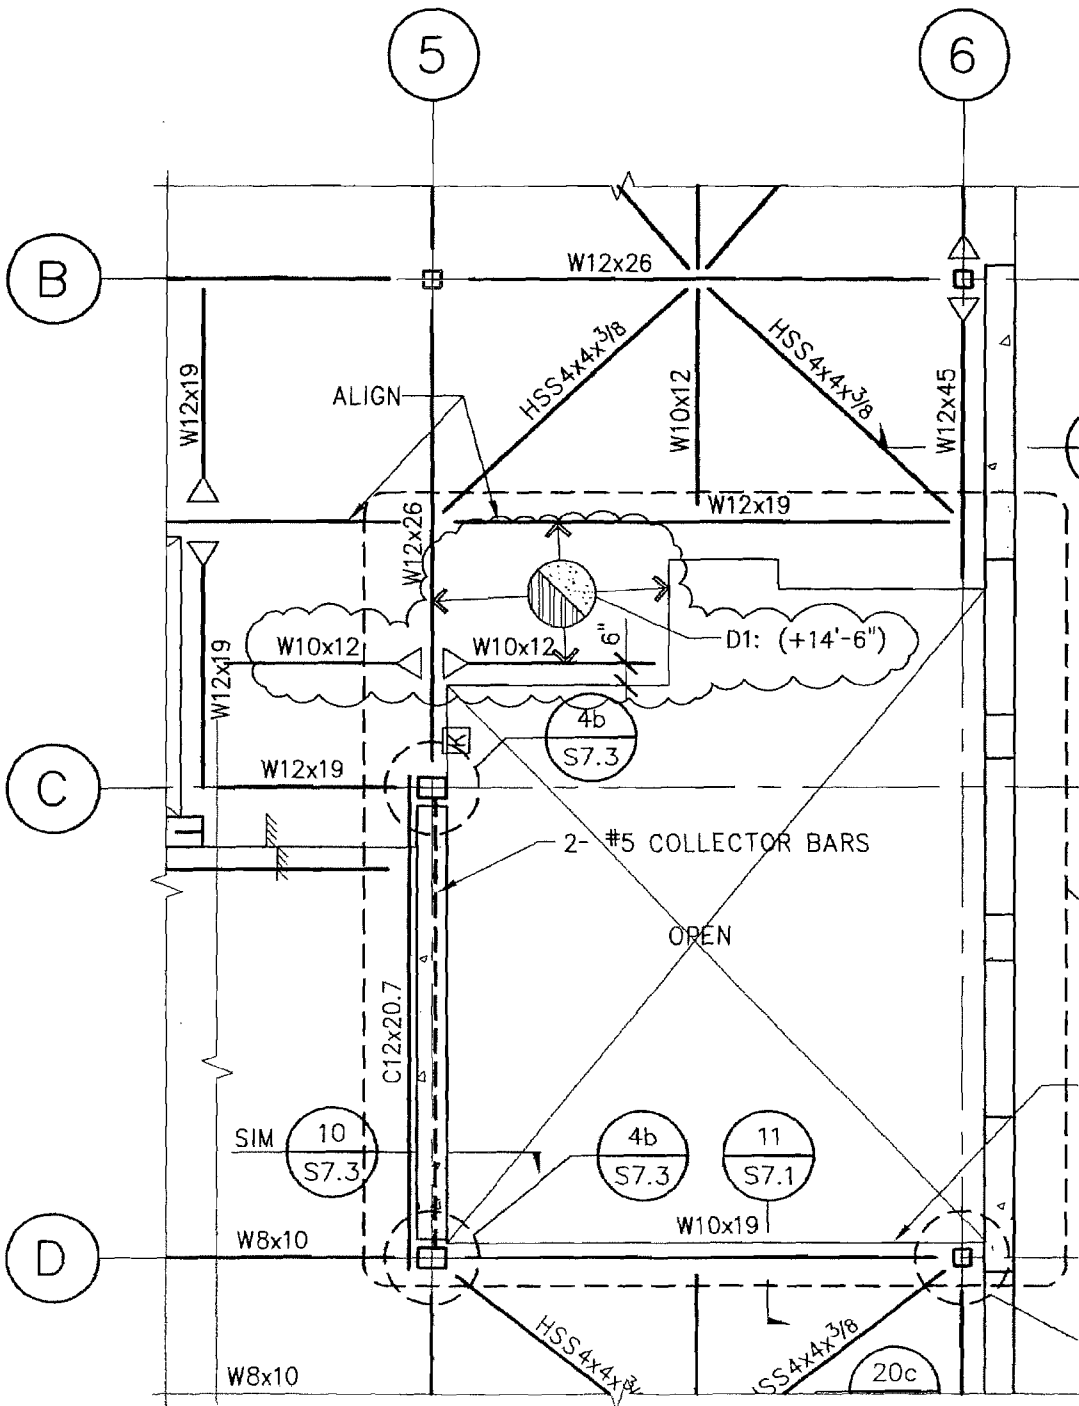 5
6
B
W12x26
HSS4x4x3/8
HSS4x4x3/8
W12x19
W10x12
W12x45
ALIGN
W12x26
W12x19
D1: (+14'-6")
6"
W10x12
W10x12
W12x19
4b
S7.3
K
C
W12x19
2- #5 COLLECTOR BARS
OPEN
C12x20.7
SIM
10
S7.3
4b
S7.3
11
S7.1
D
W8x10
W10x19
HSS4x4x3/
SS4x4x3/8
20c
W8x10